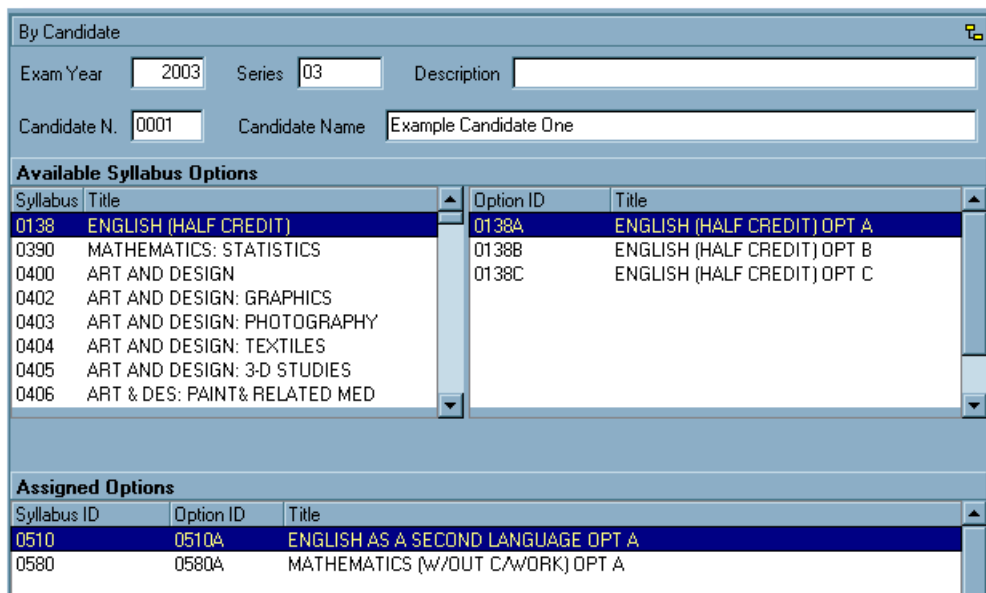 By Candidate
Exam Year 2003 Series 03 Description
Candidate N. 0001 Candidate Name Example Candidate One
Available Syllabus Options
Syllabus Title
0138 ENGLISH (HALF CREDIT)
0390 MATHEMATICS: STATISTICS
0400 ART AND DESIGN
0402 ART AND DESIGN: GRAPHICS
0403 ART AND DESIGN: PHOTOGRAPHY
0404 ART AND DESIGN: TEXTILES
0405 ART AND DESIGN: 3-D STUDIES
0406 ART & DES: PAINT& RELATED MED
Option ID Title
0138A ENGLISH (HALF CREDIT) OPT A
0138B ENGLISH (HALF CREDIT) OPT B
0138C ENGLISH (HALF CREDIT) OPT C
Assigned Options
Syllabus ID Option ID Title
0510 0510A ENGLISH AS A SECOND LANGUAGE OPT A
0580 0580A MATHEMATICS (W/OUT C/WORK) OPT A